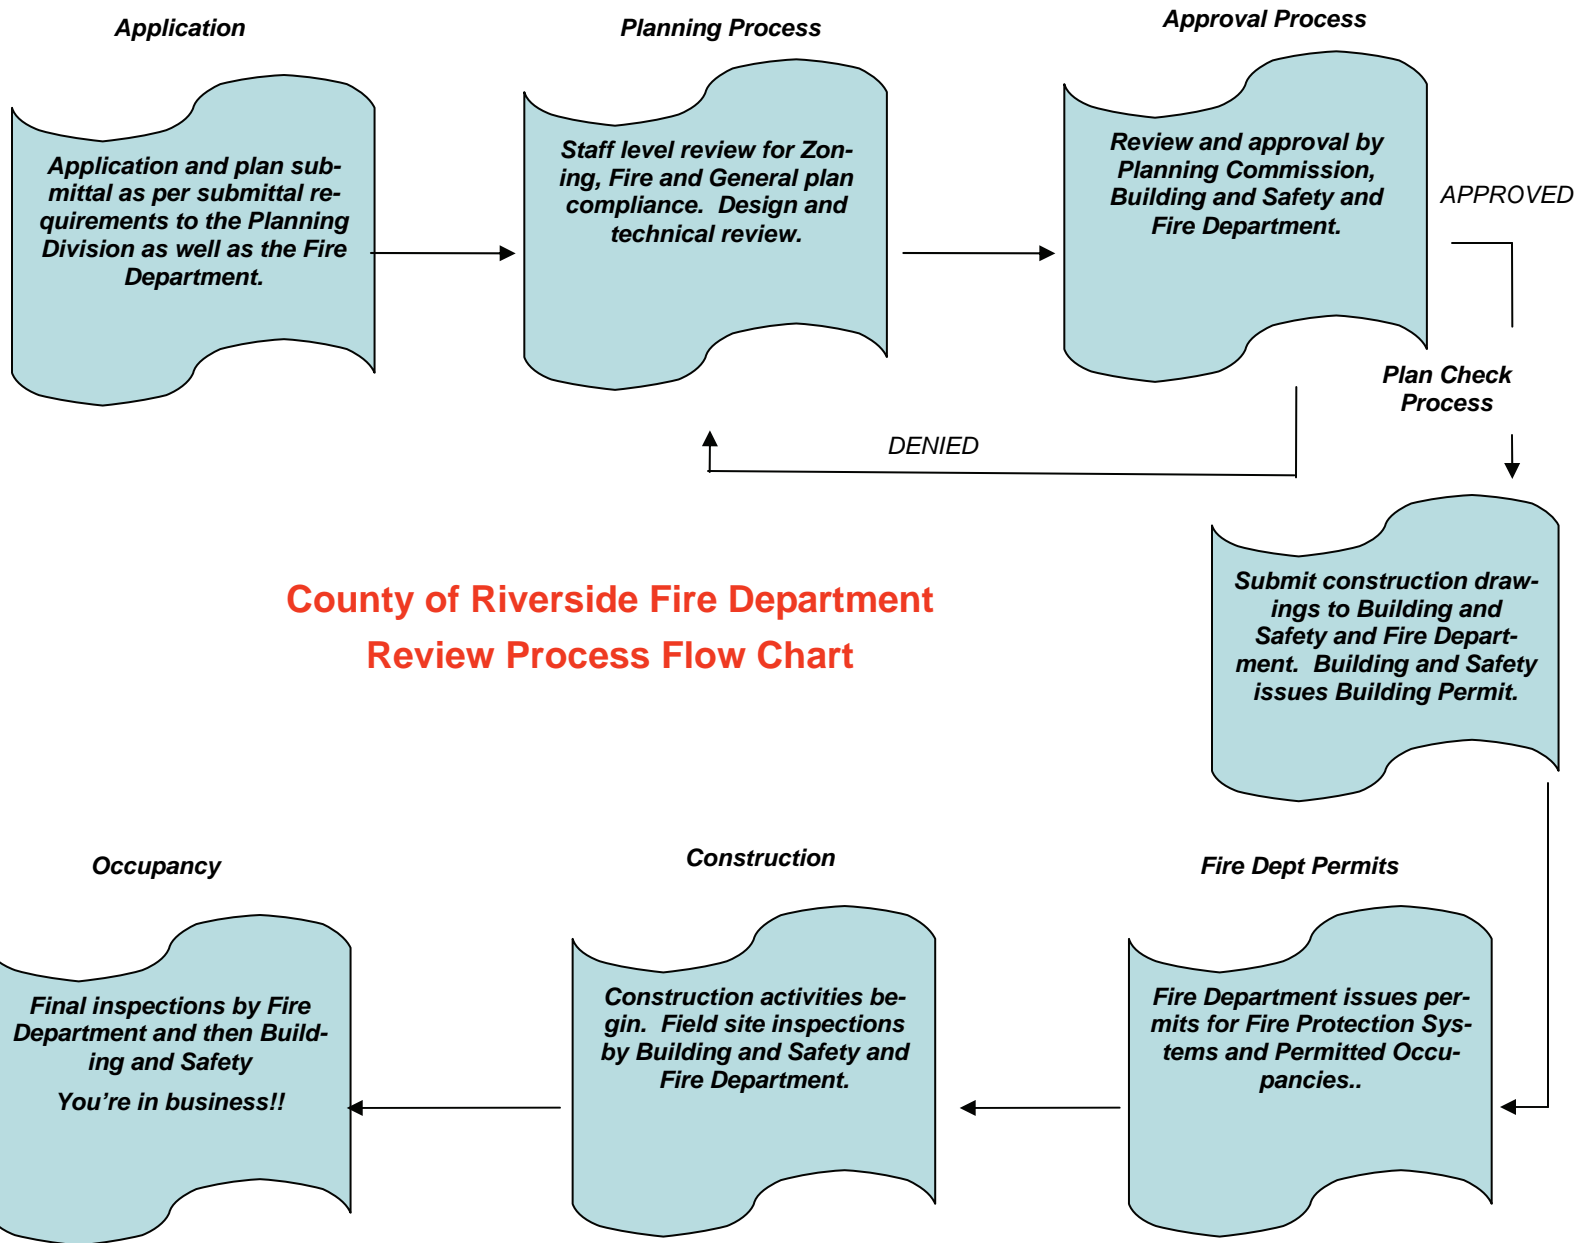 Application
Application and plan sub-
mittal as per submittal re-
quirements to the Planning
Division as well as the Fire
Department.
Planning Process
Staff level review for Zon-
ing, Fire and General plan
compliance.  Design and
technical review.
Approval Process
Review and approval by
Planning Commission,
Building and Safety and
Fire Department.
APPROVED
DENIED
Plan Check
Process
Submit construction draw-
ings to Building and
Safety and Fire Depart-
ment.  Building and Safety
issues Building Permit.
County of Riverside Fire Department
Review Process Flow Chart
Fire Dept Permits
Fire Department issues per-
mits for Fire Protection Sys-
tems and Permitted Occu-
pancies..
Construction
Construction activities be-
gin.  Field site inspections
by Building and Safety and
Fire Department.
Occupancy
Final inspections by Fire
Department and then Build-
ing and Safety
You’re in business!!